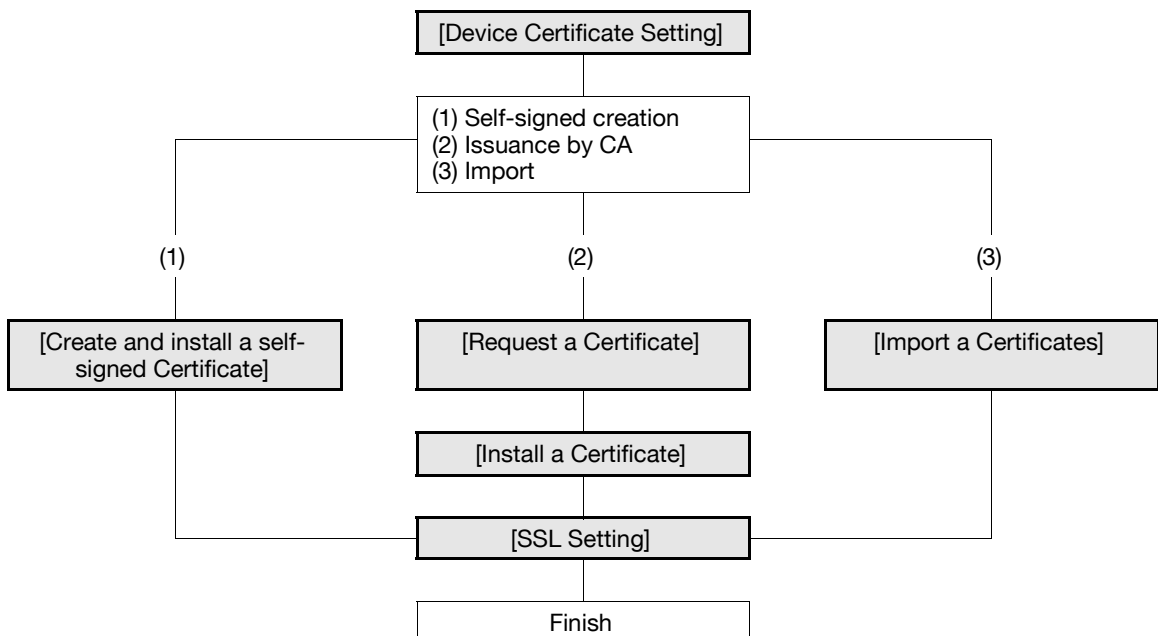 [Device Certificate Setting]
(1) Self-signed creation
(2) Issuance by CA
(3) Import
(1)
(2)
(3)
[Create and install a self-
signed Certificate]
[Request a Certificate]
[Import a Certificates]
[Install a Certificate]
[SSL Setting]
Finish